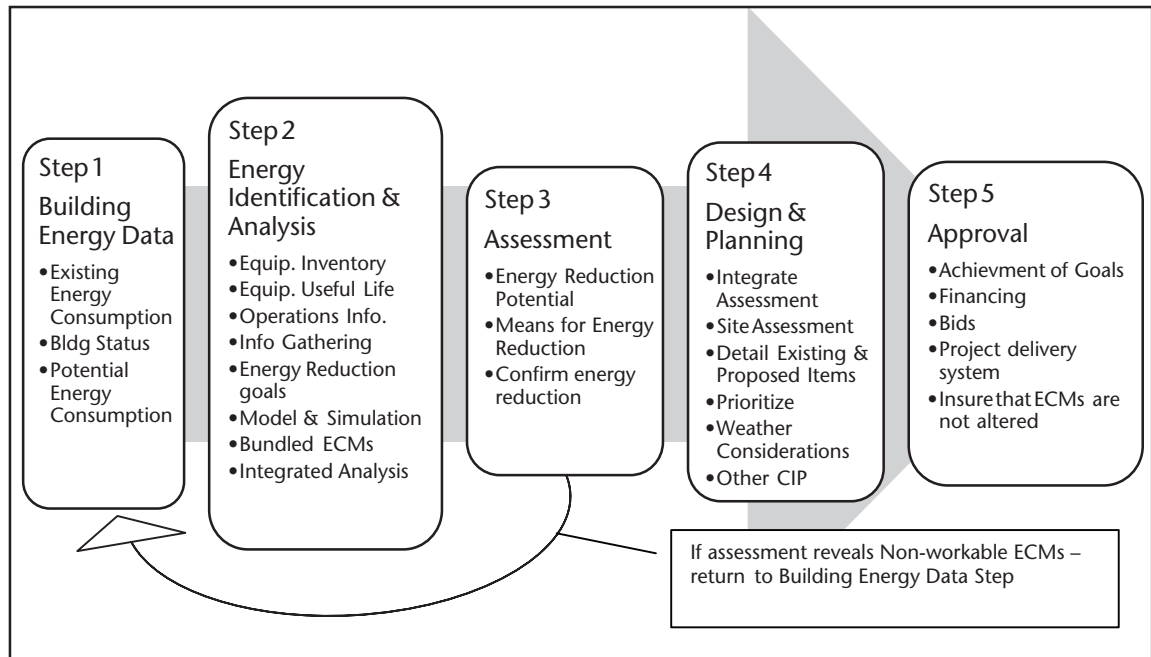 Step 1
Building
Energy Data
•Existing
Energy
Consumption
•Bldg Status
•Potential
Energy
Consumption
Step 2
Energy
Identification &
Analysis
•Equip. Inventory
•Equip. Useful Life
•Operations Info.
•Info Gathering
•Energy Reduction
goals
•Model & Simulation
•Bundled ECMs
•Integrated Analysis
Step 3
Assessment
•Energy Reduction
Potential
•Means for Energy
Reduction
•Confirm energy
reduction
Step 4
Design &
Planning
•Integrate
Assessment
•Site Assessment
•Detail Existing &
Proposed Items
•Prioritize
•Weather
Considerations
•Other CIP
Step 5
Approval
•Achievment of Goals
•Financing
•Bids
•Project delivery
system
•Insure that ECMs are
not altered
If assessment reveals Non-workable ECMs –
return to Building Energy Data Step